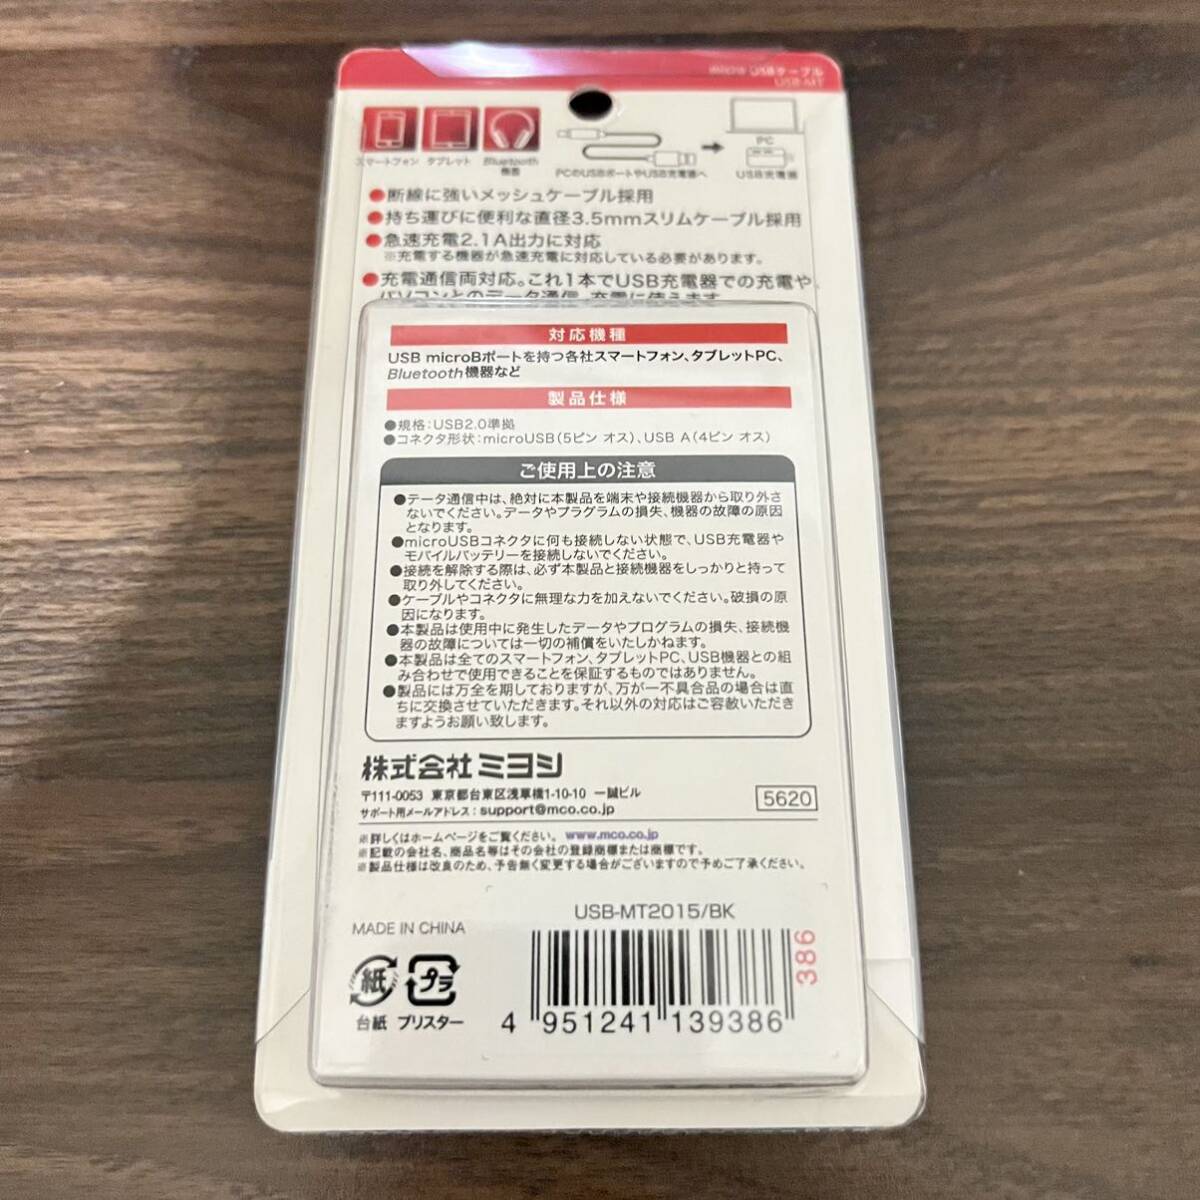 micro USBケーブル
USB-MT
スマートフォン タブレット Bluetooth機器
PCのUSBポートやUSB充電器へ
PC
USB充電器
●断線に強いメッシュケーブル採用
●持ち運びに便利な直径3.5mmスリムケーブル採用
●急速充電2.1A出力に対応
※充電する機器が急速充電に対応している必要があります。
●充電通信両対応。これ1本でUSB充電器での充電や
パソコンとのデータ通信、充電に使えます
対応機種
USB microBポートを持つ各社スマートフォン、タブレットPC、
Bluetooth機器など
製品仕様
●規格:USB2.0準拠
●コネクタ形状:microUSB(5ピン オス)、USB A(4ピン オス)
ご使用上の注意
●データ通信中は、絶対に本製品を端末や接続機器から取り外さ
ないでください。データやプラグラムの損失、機器の故障の原因
となります。
●microUSBコネクタに何も接続しない状態で、USB充電器や
モバイルバッテリーを接続しないでください。
●接続を解除する際は、必ず本製品と接続機器をしっかりと持って
取り外してください。
●ケーブルやコネクタに無理な力を加えないでください。破損の原
因になります。
●本製品は使用中に発生したデータやプログラムの損失、接続機
器の故障については一切の補償をいたしかねます。
●本製品は全てのスマートフォン、タブレットPC、USB機器との組
み合わせで使用できることを保証するものではありません。
●製品には万全を期しておりますが、万が一不具合品の場合は直
ちに交換させていただきます。それ以外の対応はご容赦いただき
ますようお願い致します。
株式会社ミヨシ
〒111-0053 東京都台東区浅草橋1-10-10 一誠ビル
サポート用メールアドレス:support@mco.co.jp
5620
※詳しくはホームページをご覧ください。 www.mco.co.jp
※記載の会社名、商品名等はその会社の登録商標または商標です。
※製品仕様は改良のため、予告無く変更する場合がございますので予めご了承ください。
USB-MT2015/BK
MADE IN CHINA
386
紙 プラ
台紙 ブリスター
4 951241 139386